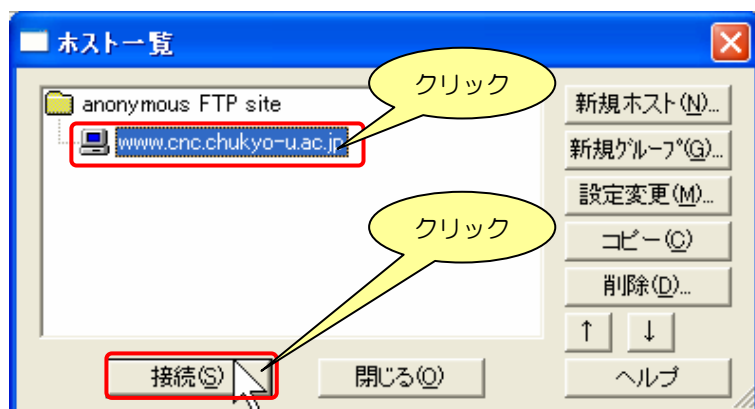 ホスト一覧
クリック
anonymous FTP site
www.cnc.chukyo-u.ac.jp
クリック
新規ホスト(N)...
新規グループ(G)...
設定変更(M)...
コピー(C)
削除(D)...
↑ ↓
接続(S)
閉じる(O)
ヘルプ